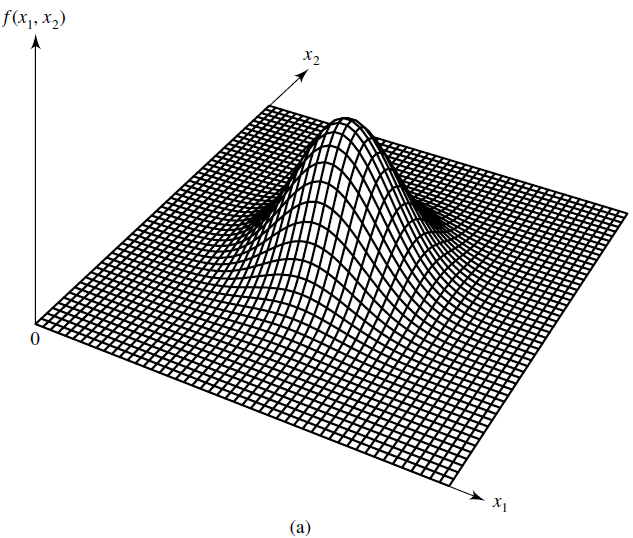 f(x₁, x₂)
x₂
0
x₁
(a)